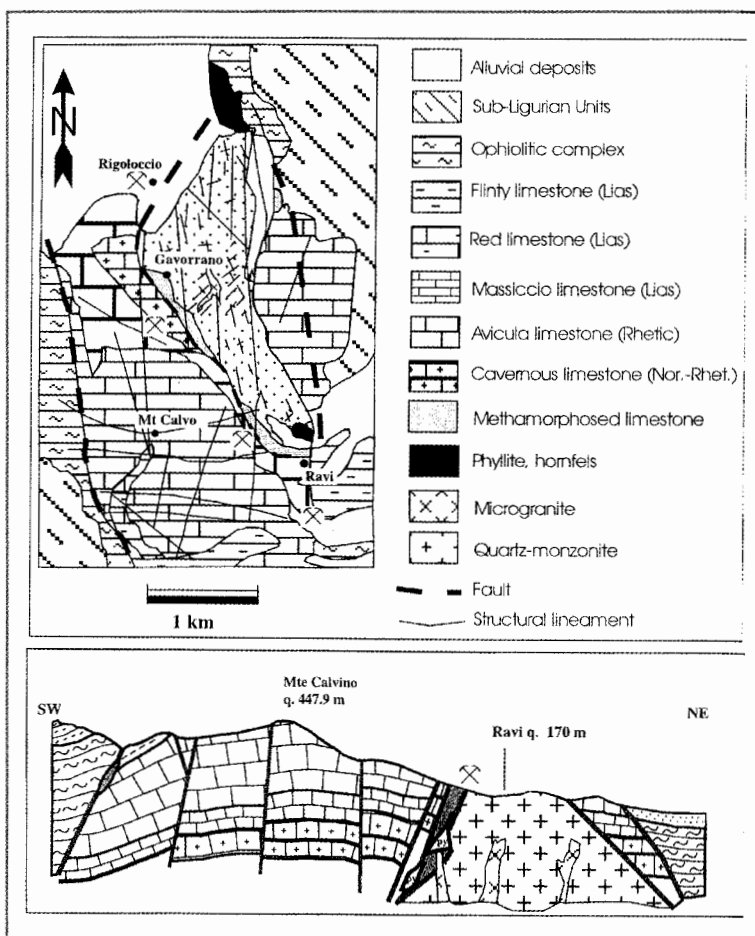 N
Rigoloccio
Gavorrano
Mt Calvo
Ravi
1 km
Alluvial deposits
Sub-Ligurian Units
Ophiolitic complex
Flinty limestone (Lias)
Red limestone (Lias)
Massiccio limestone (Lias)
Avicula limestone (Rhetic)
Cavernous limestone (Nor.-Rhet.)
Methamorphosed limestone
Phyllite, hornfels
Microgranite
Quartz-monzonite
Fault
Structural lineament
Mte Calvino
q. 447.9 m
SW
NE
Ravi q. 170 m